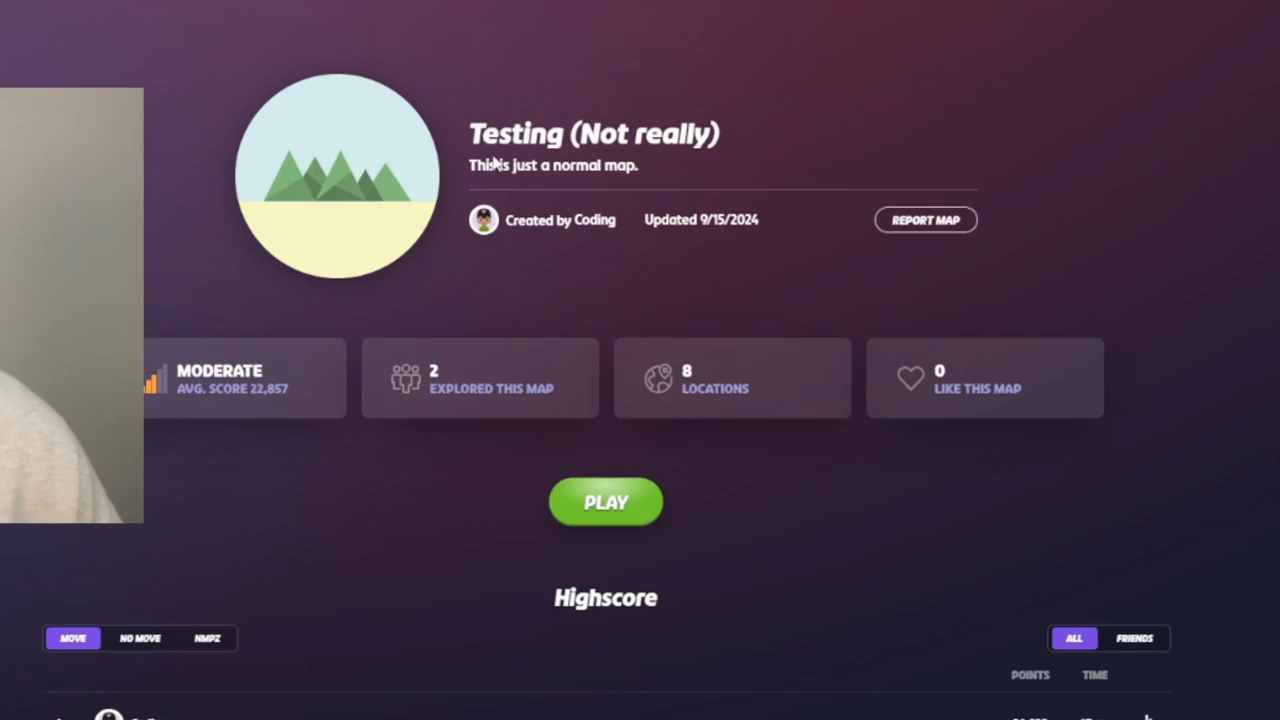 Testing (Not really)
This is just a normal map.
Created by Coding Updated 9/15/2024 REPORT MAP
MODERATE
AVG. SCORE 22,857
2
EXPLORED THIS MAP
8
LOCATIONS
0
LIKE THIS MAP
PLAY
Highscore
MOVE NO MOVE NMPZ ALL FRIENDS
POINTS TIME